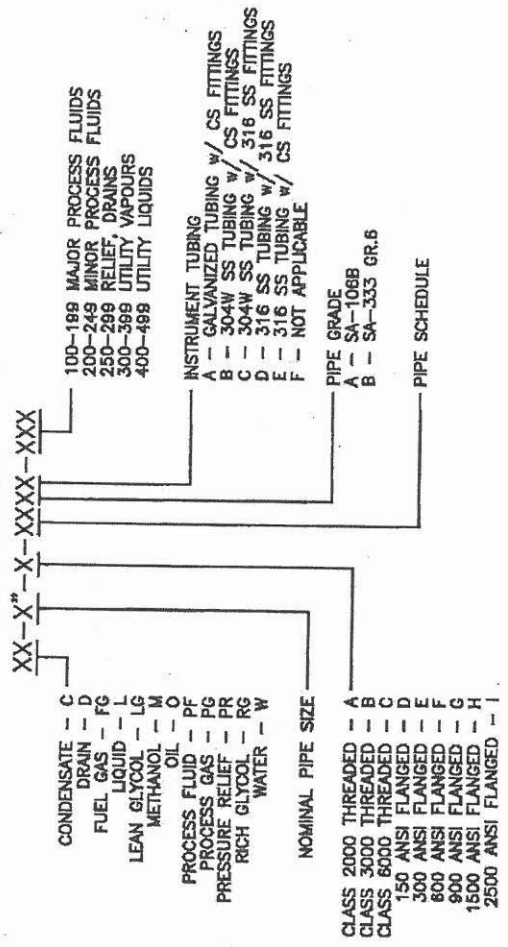 XX-X"-X-XXXX-XXX
CONDENSATE - C
DRAIN - D
FUEL GAS - FG
LIQUID - L
LEAN GLYCOL - LG
METHANOL - M
OIL - O
PROCESS FLUID - PF
PROCESS GAS - PG
PRESSURE RELIEF - PR
RICH GLYCOL - RG
WATER - W
NOMINAL PIPE SIZE
CLASS 2000 THREADED - A
CLASS 3000 THREADED - B
CLASS 6000 THREADED - C
150 ANSI FLANGED - D
300 ANSI FLANGED - E
600 ANSI FLANGED - F
900 ANSI FLANGED - G
1500 ANSI FLANGED - H
2500 ANSI FLANGED - I
100-199 MAJOR PROCESS FLUIDS
200-249 MINOR PROCESS FLUIDS
250-299 RELIEF, DRAINS
300-399 UTILITY VAPOURS
400-499 UTILITY LIQUIDS
INSTRUMENT TUBING
A - GALVANIZED TUBING w/ CS FITTINGS
B - 304W SS TUBING w/ CS FITTINGS
C - 304W SS TUBING w/ 316 SS FITTINGS
D - 316 SS TUBING w/ 316 SS FITTINGS
E - 316 SS TUBING w/ CS FITTINGS
F - NOT APPLICABLE
PIPE GRADE
A - SA-106B
B - SA-333 GR.6
PIPE SCHEDULE